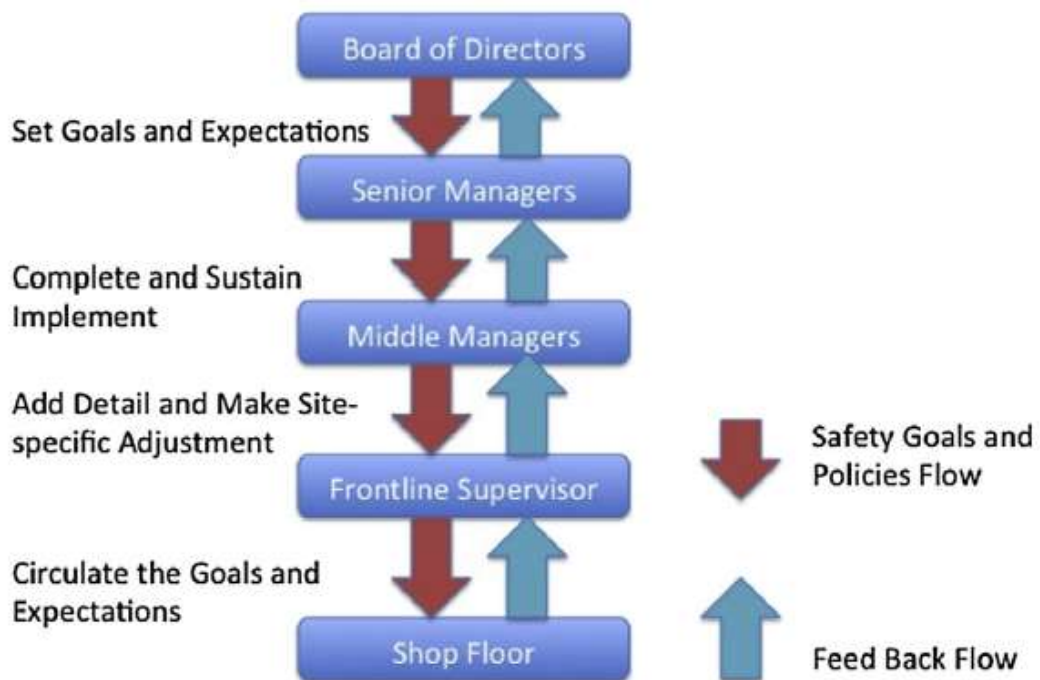 Board of Directors
Set Goals and Expectations
Senior Managers
Complete and Sustain
Implement
Middle Managers
Add Detail and Make Site-
specific Adjustment
Frontline Supervisor
Circulate the Goals and
Expectations
Shop Floor
Safety Goals and
Policies Flow
Feed Back Flow